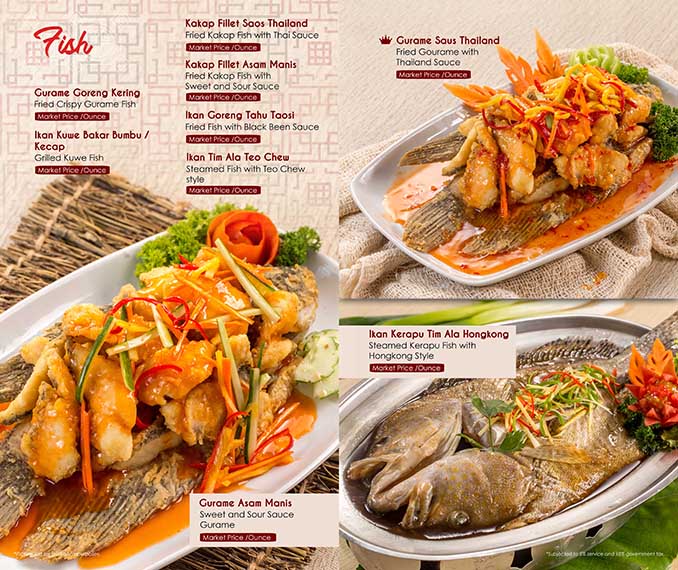 Fish
Gurame Goreng Kering
Fried Crispy Gurame Fish
Market Price /Ounce
Ikan Kuwe Bakar Bumbu /
Kecap
Grilled Kuwe Fish
Market Price /Ounce
Kakap Fillet Saos Thailand
Fried Kakap Fish with Thai Sauce
Market Price /Ounce
Kakap Fillet Asam Manis
Fried Kakap Fish with
Sweet and Sour Sauce
Market Price /Ounce
Ikan Goreng Tahu Taosi
Fried Fish with Black Been Sauce
Market Price /Ounce
Ikan Tim Ala Teo Chew
Steamed Fish with Teo Chew
style
Market Price /Ounce
Gurame Asam Manis
Sweet and Sour Sauce
Gurame
Market Price /Ounce
Gurame Saus Thailand
Fried Gourame with
Thailand Sauce
Market Price /Ounce
Ikan Kerapu Tim Ala Hongkong
Steamed Kerapu Fish with
Hongkong Style
Market Price /Ounce
*Subjected to 5% service and 10% government tax